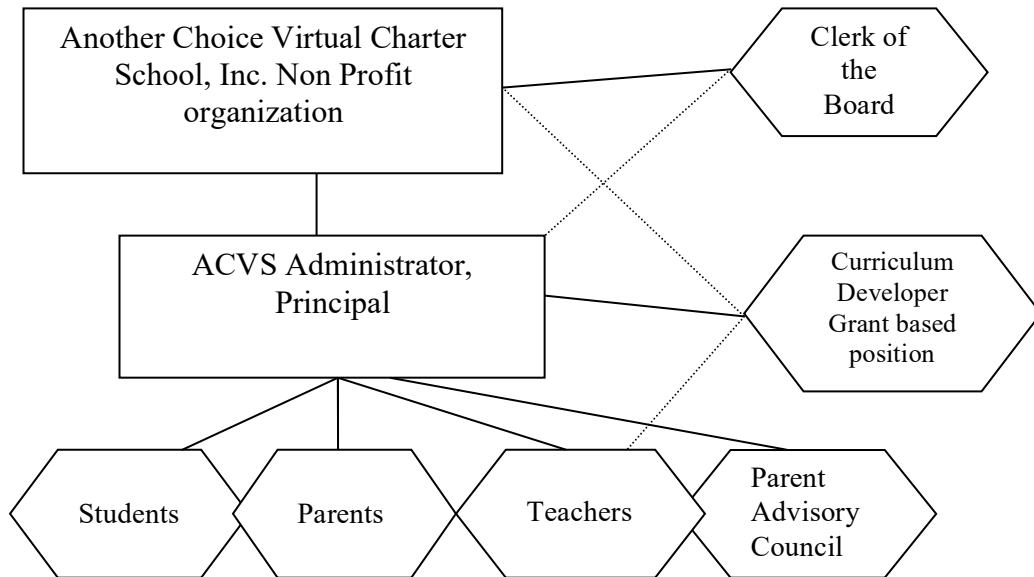 Another Choice Virtual Charter
School, Inc. Non Profit
organization
Clerk of
the
Board
ACVS Administrator,
Principal
Curriculum
Developer
Grant based
position
Students
Parents
Teachers
Parent
Advisory
Council